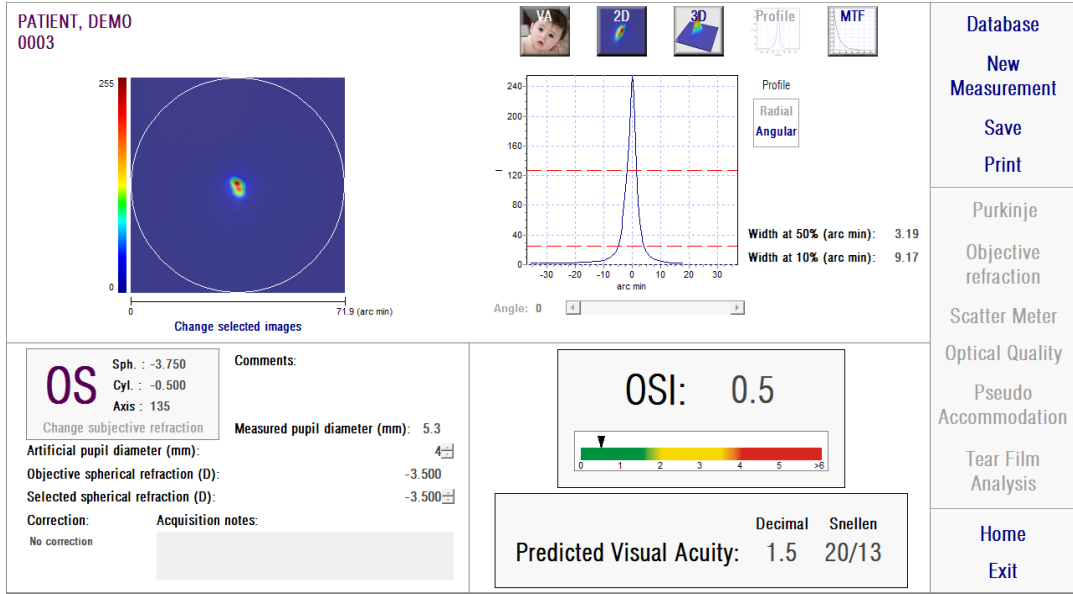 PATIENT, DEMO
0003
255
0
0
71.9 (arc min)
Change selected images
VA
2D
3D
Profile
MTF
240
200
160
120
80
40
0
-30 -20 -10 0 10 20 30
arc min
Profile
Radial
Angular
Width at 50% (arc min): 3.19
Width at 10% (arc min): 9.17
Angle: 0
OS
Sph. : -3.750
Cyl. : -0.500
Axis : 135
Change subjective refraction
Comments:
Measured pupil diameter (mm): 5.3
Artificial pupil diameter (mm): 4
Objective spherical refraction (D): -3.500
Selected spherical refraction (D): -3.500
Correction:
No correction
Acquisition notes:
OSI: 0.5
0 1 2 3 4 5 >6
Decimal Snellen
Predicted Visual Acuity: 1.5 20/13
Database
New
Measurement
Save
Print
Purkinje
Objective
refraction
Scatter Meter
Optical Quality
Pseudo
Accommodation
Tear Film
Analysis
Home
Exit